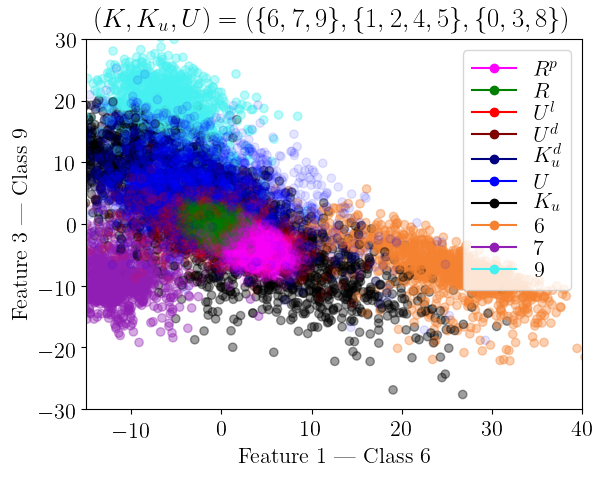 (K, K_u, U) = ({6, 7, 9}, {1, 2, 4, 5}, {0, 3, 8})
Feature 3 — Class 9
30
20
10
0
−10
−20
−30
R^p
R
U^l
U^d
K_u^d
U
K_u
6
7
9
−10
0
10
20
30
40
Feature 1 — Class 6